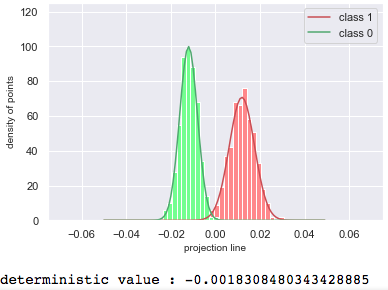 class 1
class 0
density of points
120
100
80
60
40
20
0
−0.06 −0.04 −0.02 0.00 0.02 0.04 0.06
projection line
deterministic value : -0.0018308480343428885